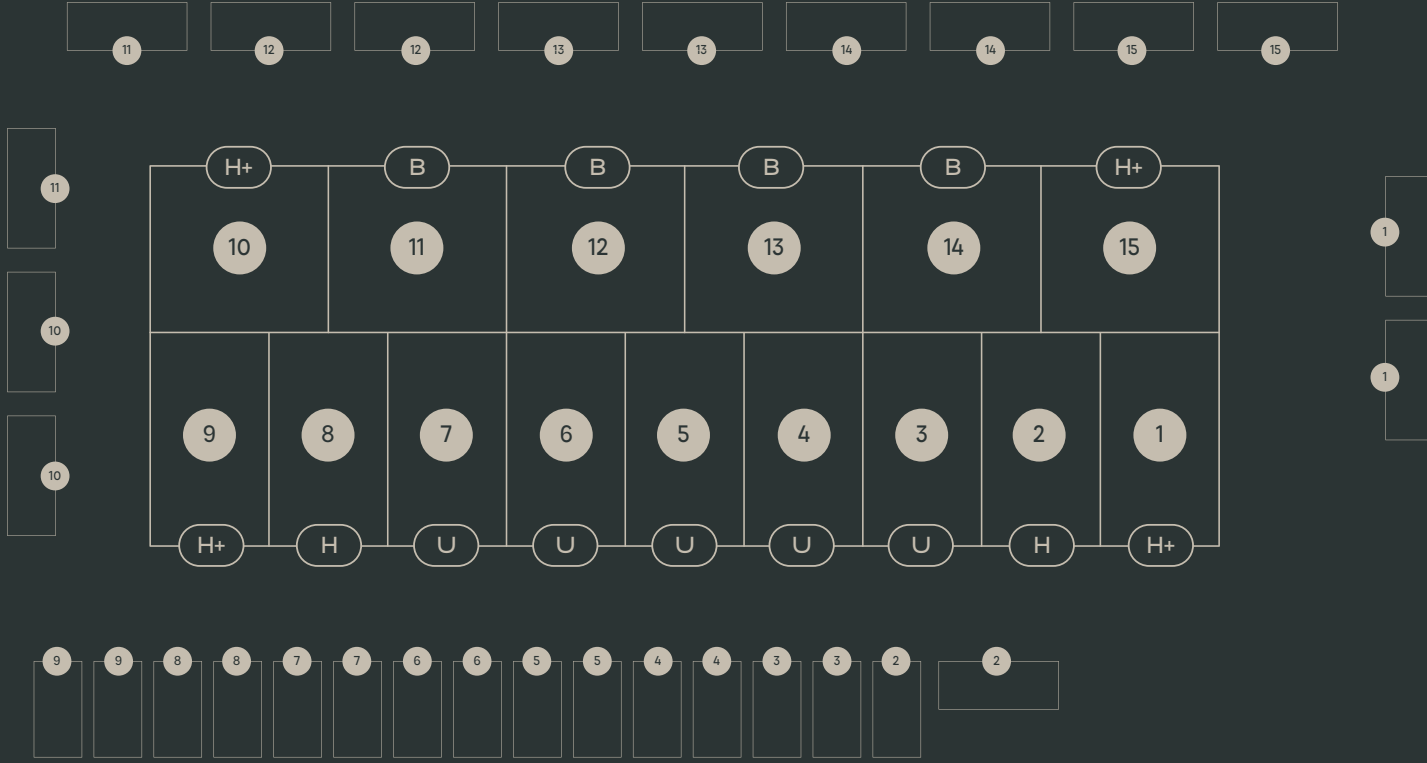 11 12 12 13 13 14 14 15 15
H+ B B B B H+
11
1
10 11 12 13 14 15
10
1
9 8 7 6 5 4 3 2 1
10
H+ H U U U U U H H+
9 9 8 8 7 7 6 6 5 5 4 4 3 3 2 2